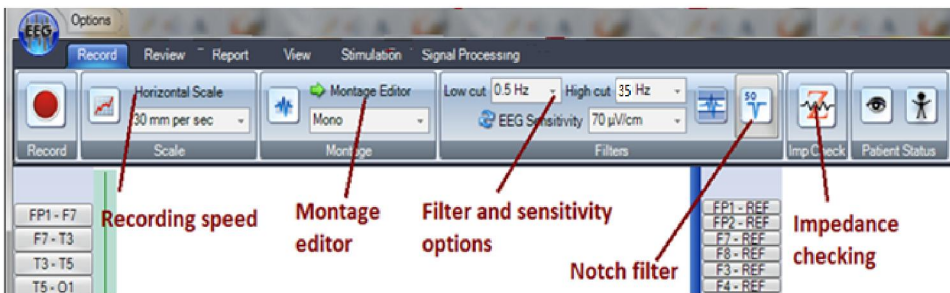 EEG
Options
Record Review Report View Stimulation Signal Processing
Horizontal Scale
30 mm per sec
Montage Editor
Mono
Low cut 0.5 Hz High cut 35 Hz
EEG Sensitivity 70 µV/cm
50
Z
Record Scale Montage Filters Imp Check Patient Status
Recording speed
Montage
editor
Filter and sensitivity
options
Notch filter
Impedance
checking
FP1 - F7
F7 - T3
T3 - T5
T5 - O1
FP1 - REF
FP2 - REF
F7 - REF
F8 - REF
F3 - REF
F4 - REF